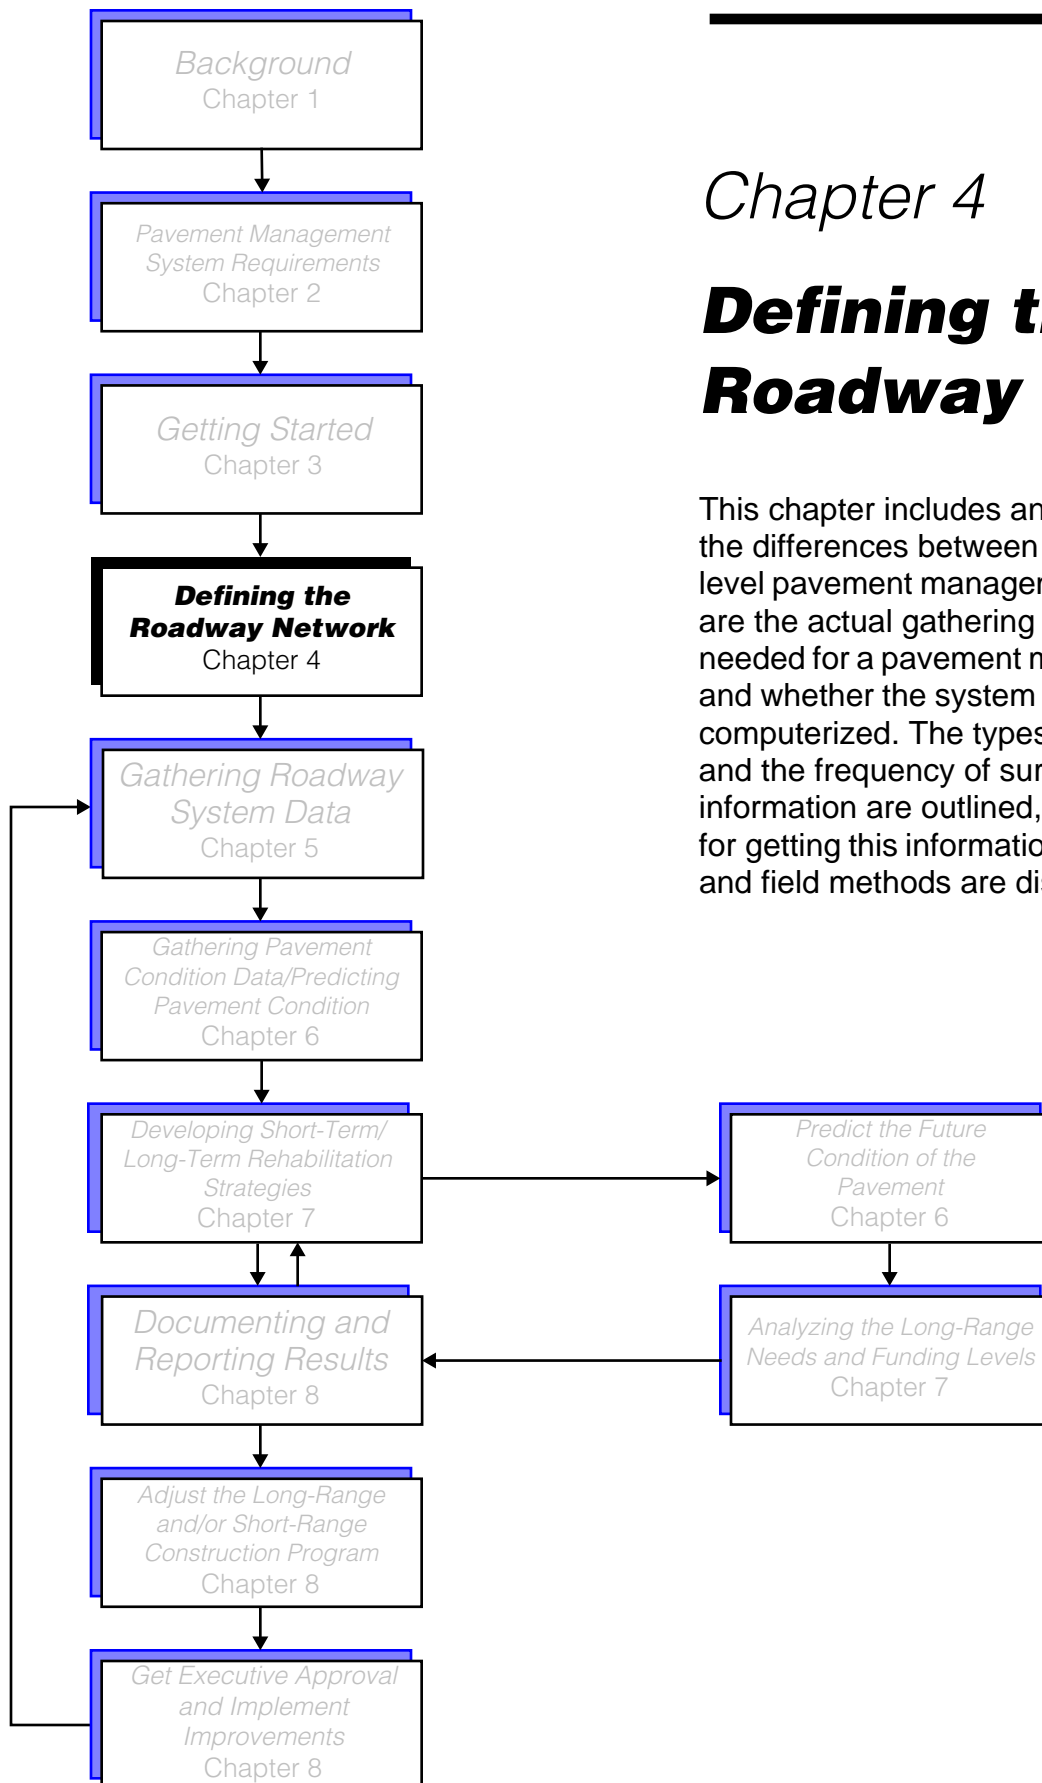 Background
Chapter 1
Pavement Management
System Requirements
Chapter 2
Getting Started
Chapter 3
Defining the
Roadway Network
Chapter 4
Gathering Roadway
System Data
Chapter 5
Gathering Pavement
Condition Data/Predicting
Pavement Condition
Chapter 6
Developing Short-Term/
Long-Term Rehabilitation
Strategies
Chapter 7
Documenting and
Reporting Results
Chapter 8
Adjust the Long-Range
and/or Short-Range
Construction Program
Chapter 8
Get Executive Approval
and Implement
Improvements
Chapter 8
Chapter 4
Defining t
Roadway
This chapter includes an
the differences between
level pavement manager
are the actual gathering
needed for a pavement m
and whether the system
computerized. The types
and the frequency of sur
information are outlined,
for getting this informatio
and field methods are di
Predict the Future
Condition of the
Pavement
Chapter 6
Analyzing the Long-Range
Needs and Funding Levels
Chapter 7